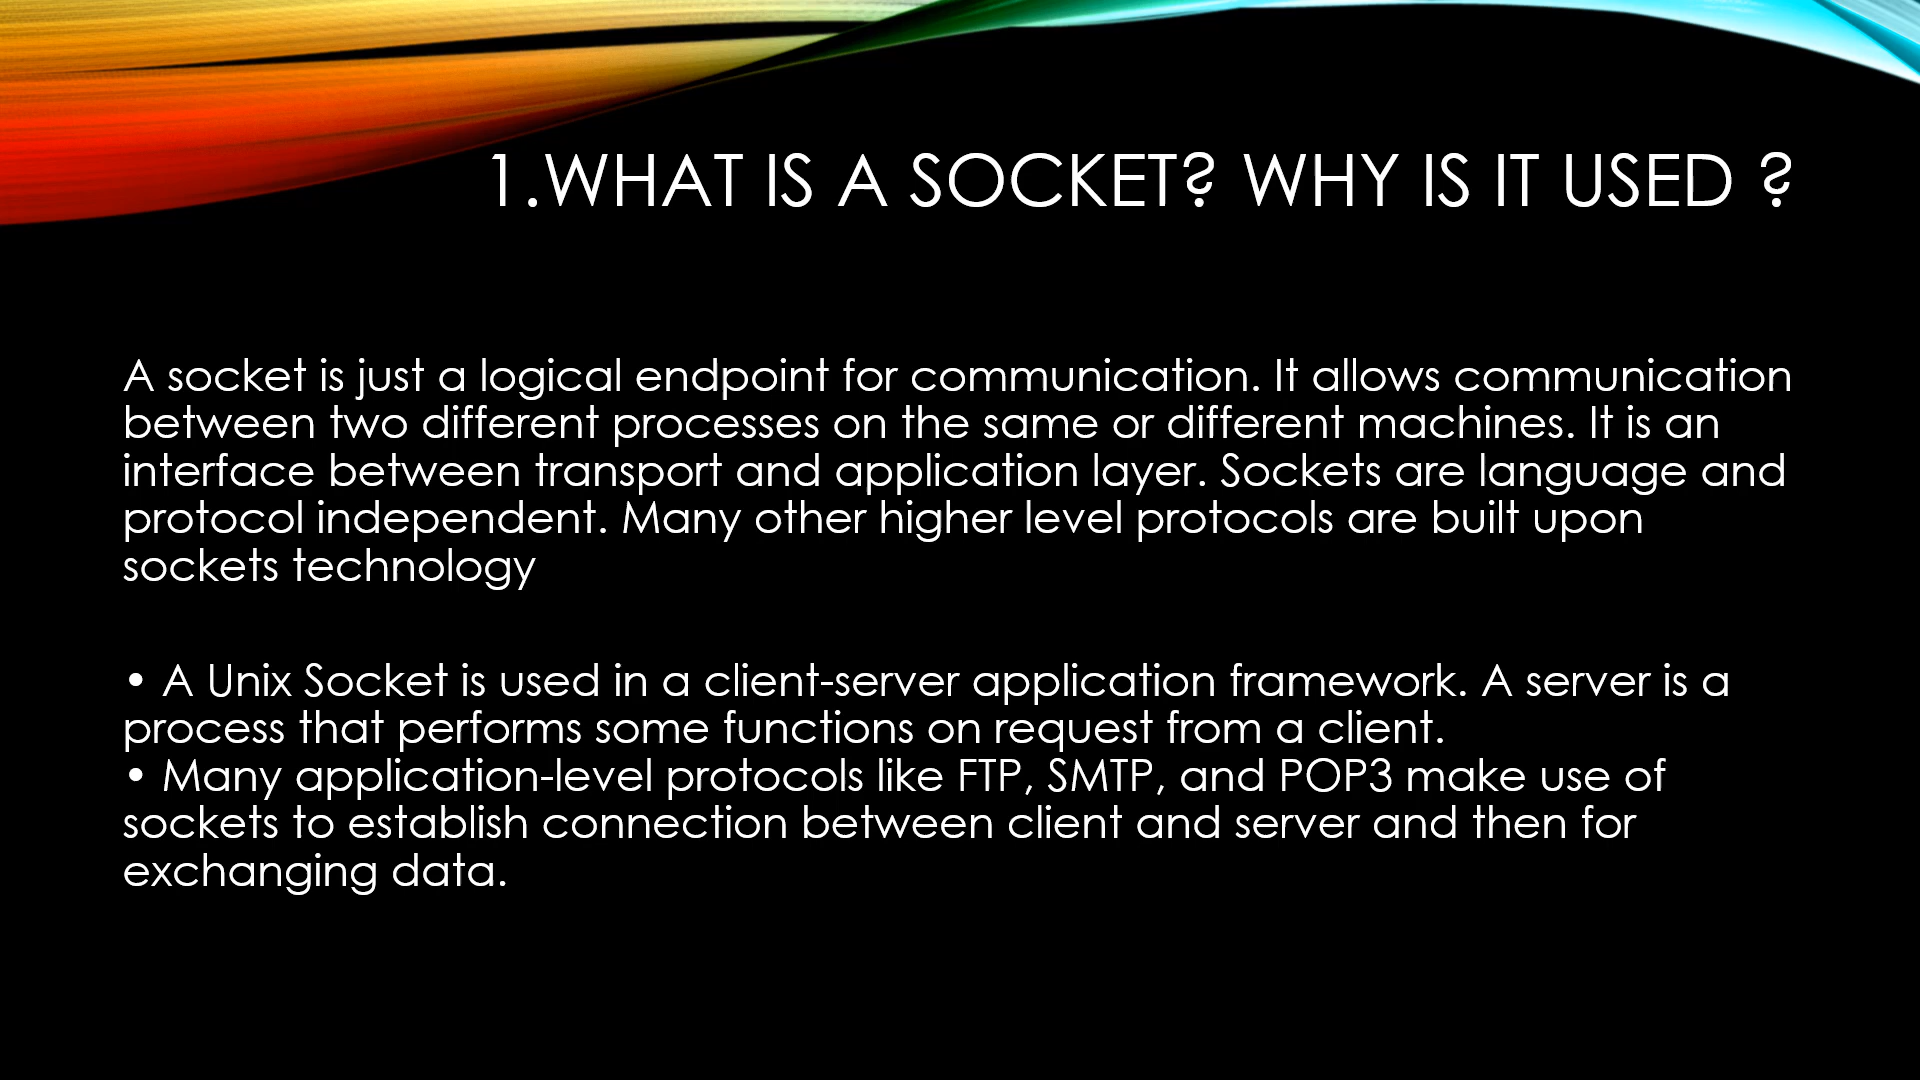 1.WHAT IS A SOCKET? WHY IS IT USED ?
A socket is just a logical endpoint for communication. It allows communication
between two different processes on the same or different machines. It is an
interface between transport and application layer. Sockets are language and
protocol independent. Many other higher level protocols are built upon
sockets technology
• A Unix Socket is used in a client-server application framework. A server is a
process that performs some functions on request from a client.
• Many application-level protocols like FTP, SMTP, and POP3 make use of
sockets to establish connection between client and server and then for
exchanging data.